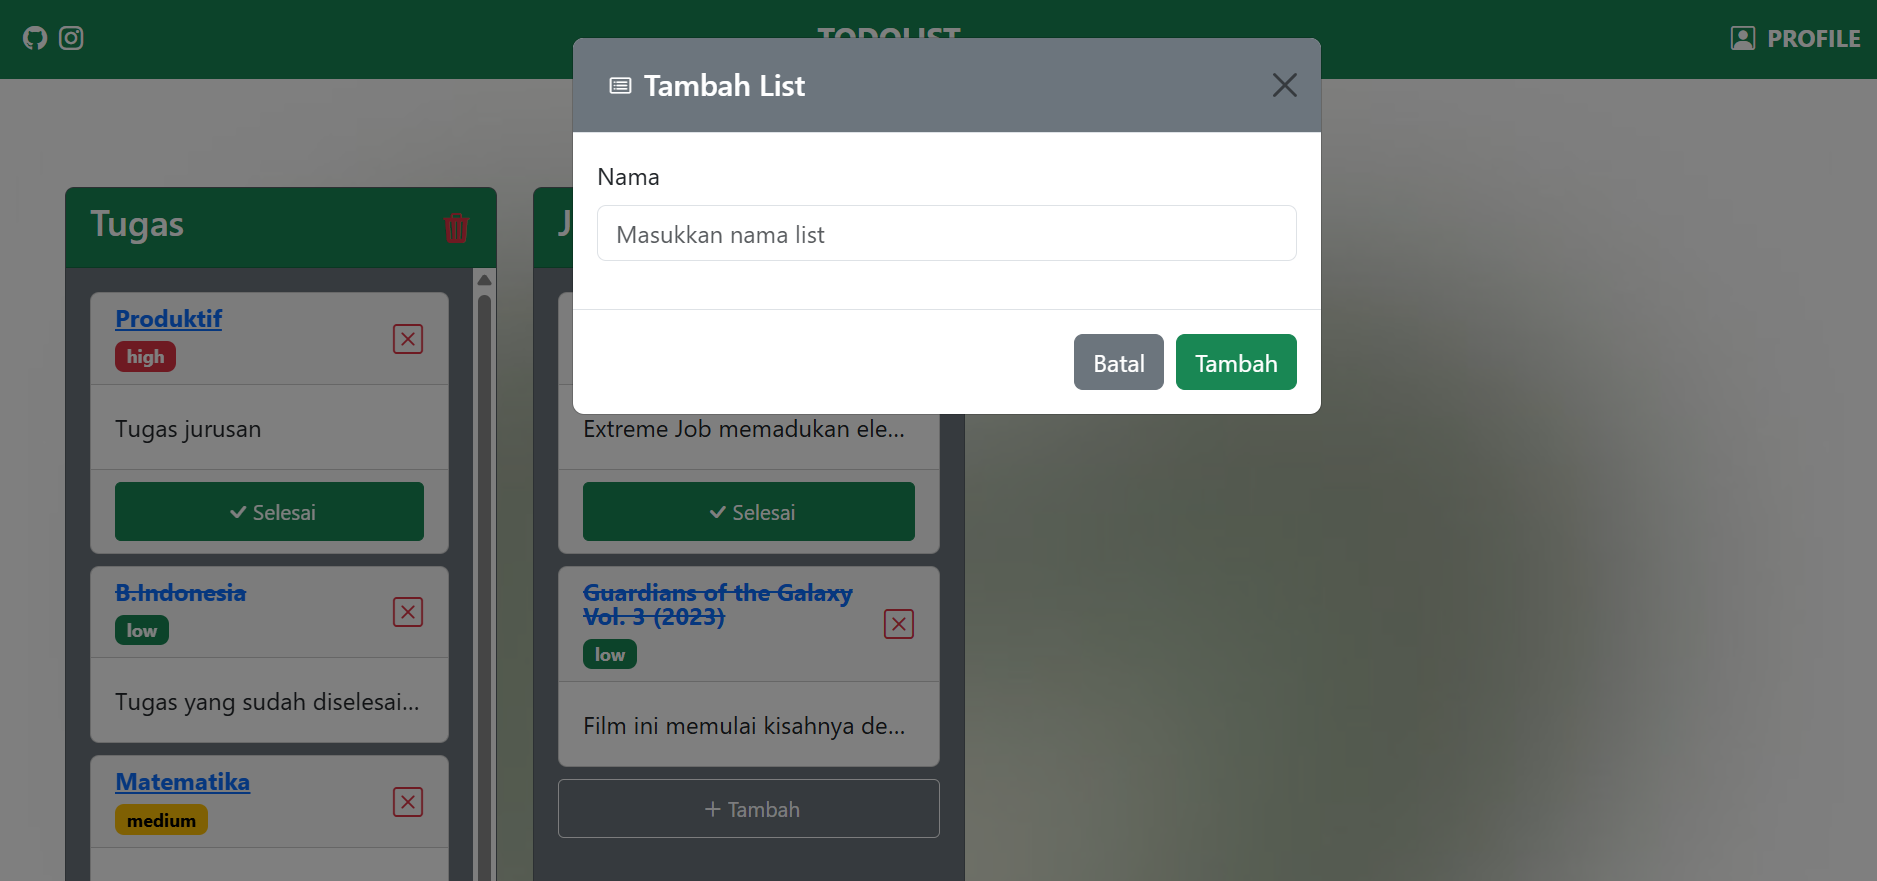 TODOLIST
PROFILE
Tambah List
Nama
Masukkan nama list
Batal
Tambah
Tugas
Produktif
high
Tugas jurusan
Selesai
B.Indonesia
low
Tugas yang sudah diselesai...
Matematika
medium
J
Extreme Job memadukan ele...
Selesai
Guardians of the Galaxy
Vol. 3 (2023)
low
Film ini memulai kisahnya de...
Tambah